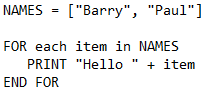 NAMES = ["Barry", "Paul"]

FOR each item in NAMES
   PRINT "Hello " + item
END FOR